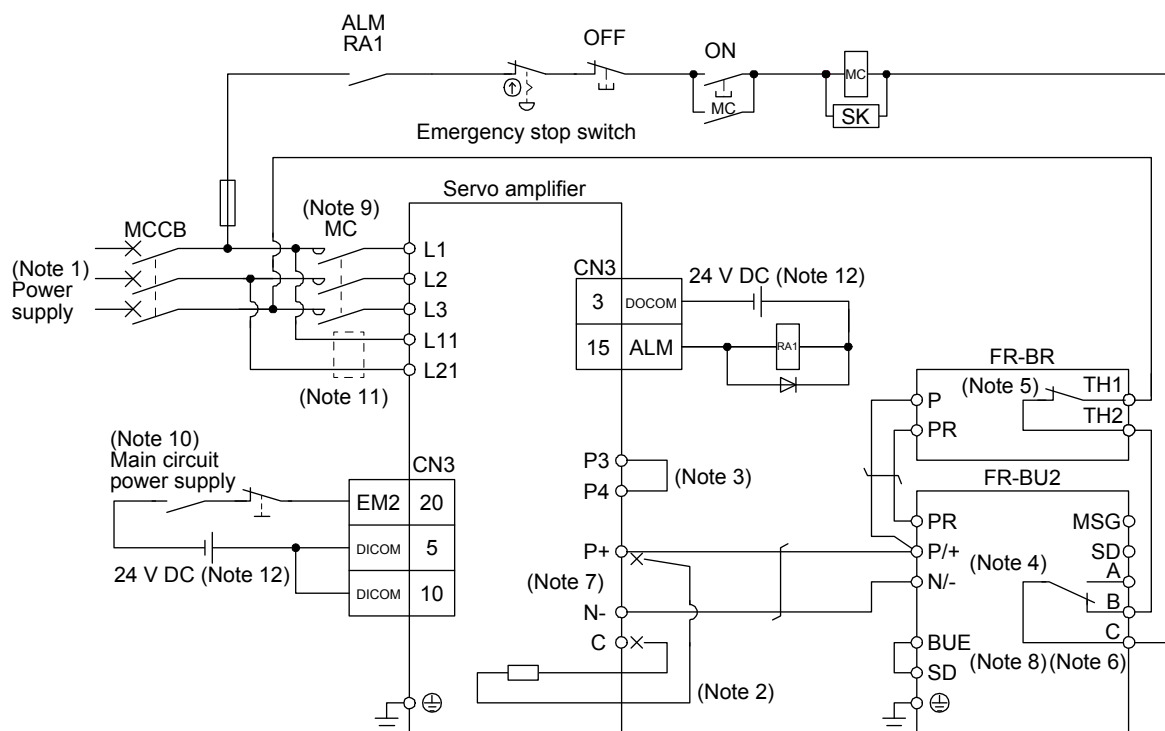 ALM
RA1
OFF
ON
MC
SK
MC
Emergency stop switch
Servo amplifier
(Note 9)
MC
MCCB
(Note 1)
Power
supply
L1
L2
L3
L11
L21
(Note 11)
CN3
24 V DC (Note 12)
3 DOCOM
15 ALM
RA1
FR-BR
(Note 5)
TH1
P
TH2
PR
(Note 10)
Main circuit
power supply
CN3
EM2 20
DICOM 5
DICOM 10
24 V DC (Note 12)
P3
P4
(Note 3)
FR-BU2
PR
MSG
P+
P/+
SD
(Note 7)
N/-
(Note 4)
A
B
N-
C
C
BUE
(Note 8) (Note 6)
SD
(Note 2)